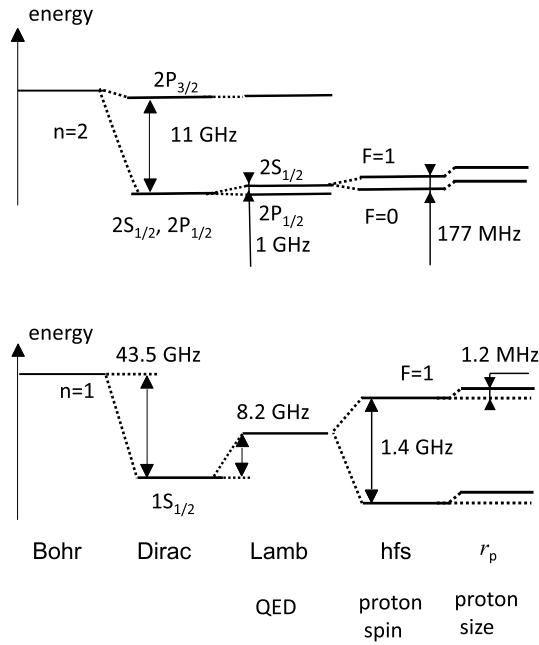 energy
2P3/2
n=2
11 GHz
2S1/2
F=1
2S1/2, 2P1/2
2P1/2
F=0
1 GHz
177 MHz
energy
43.5 GHz
1.2 MHz
n=1
F=1
8.2 GHz
1.4 GHz
1S1/2
Bohr Dirac Lamb hfs rp
QED proton spin proton size